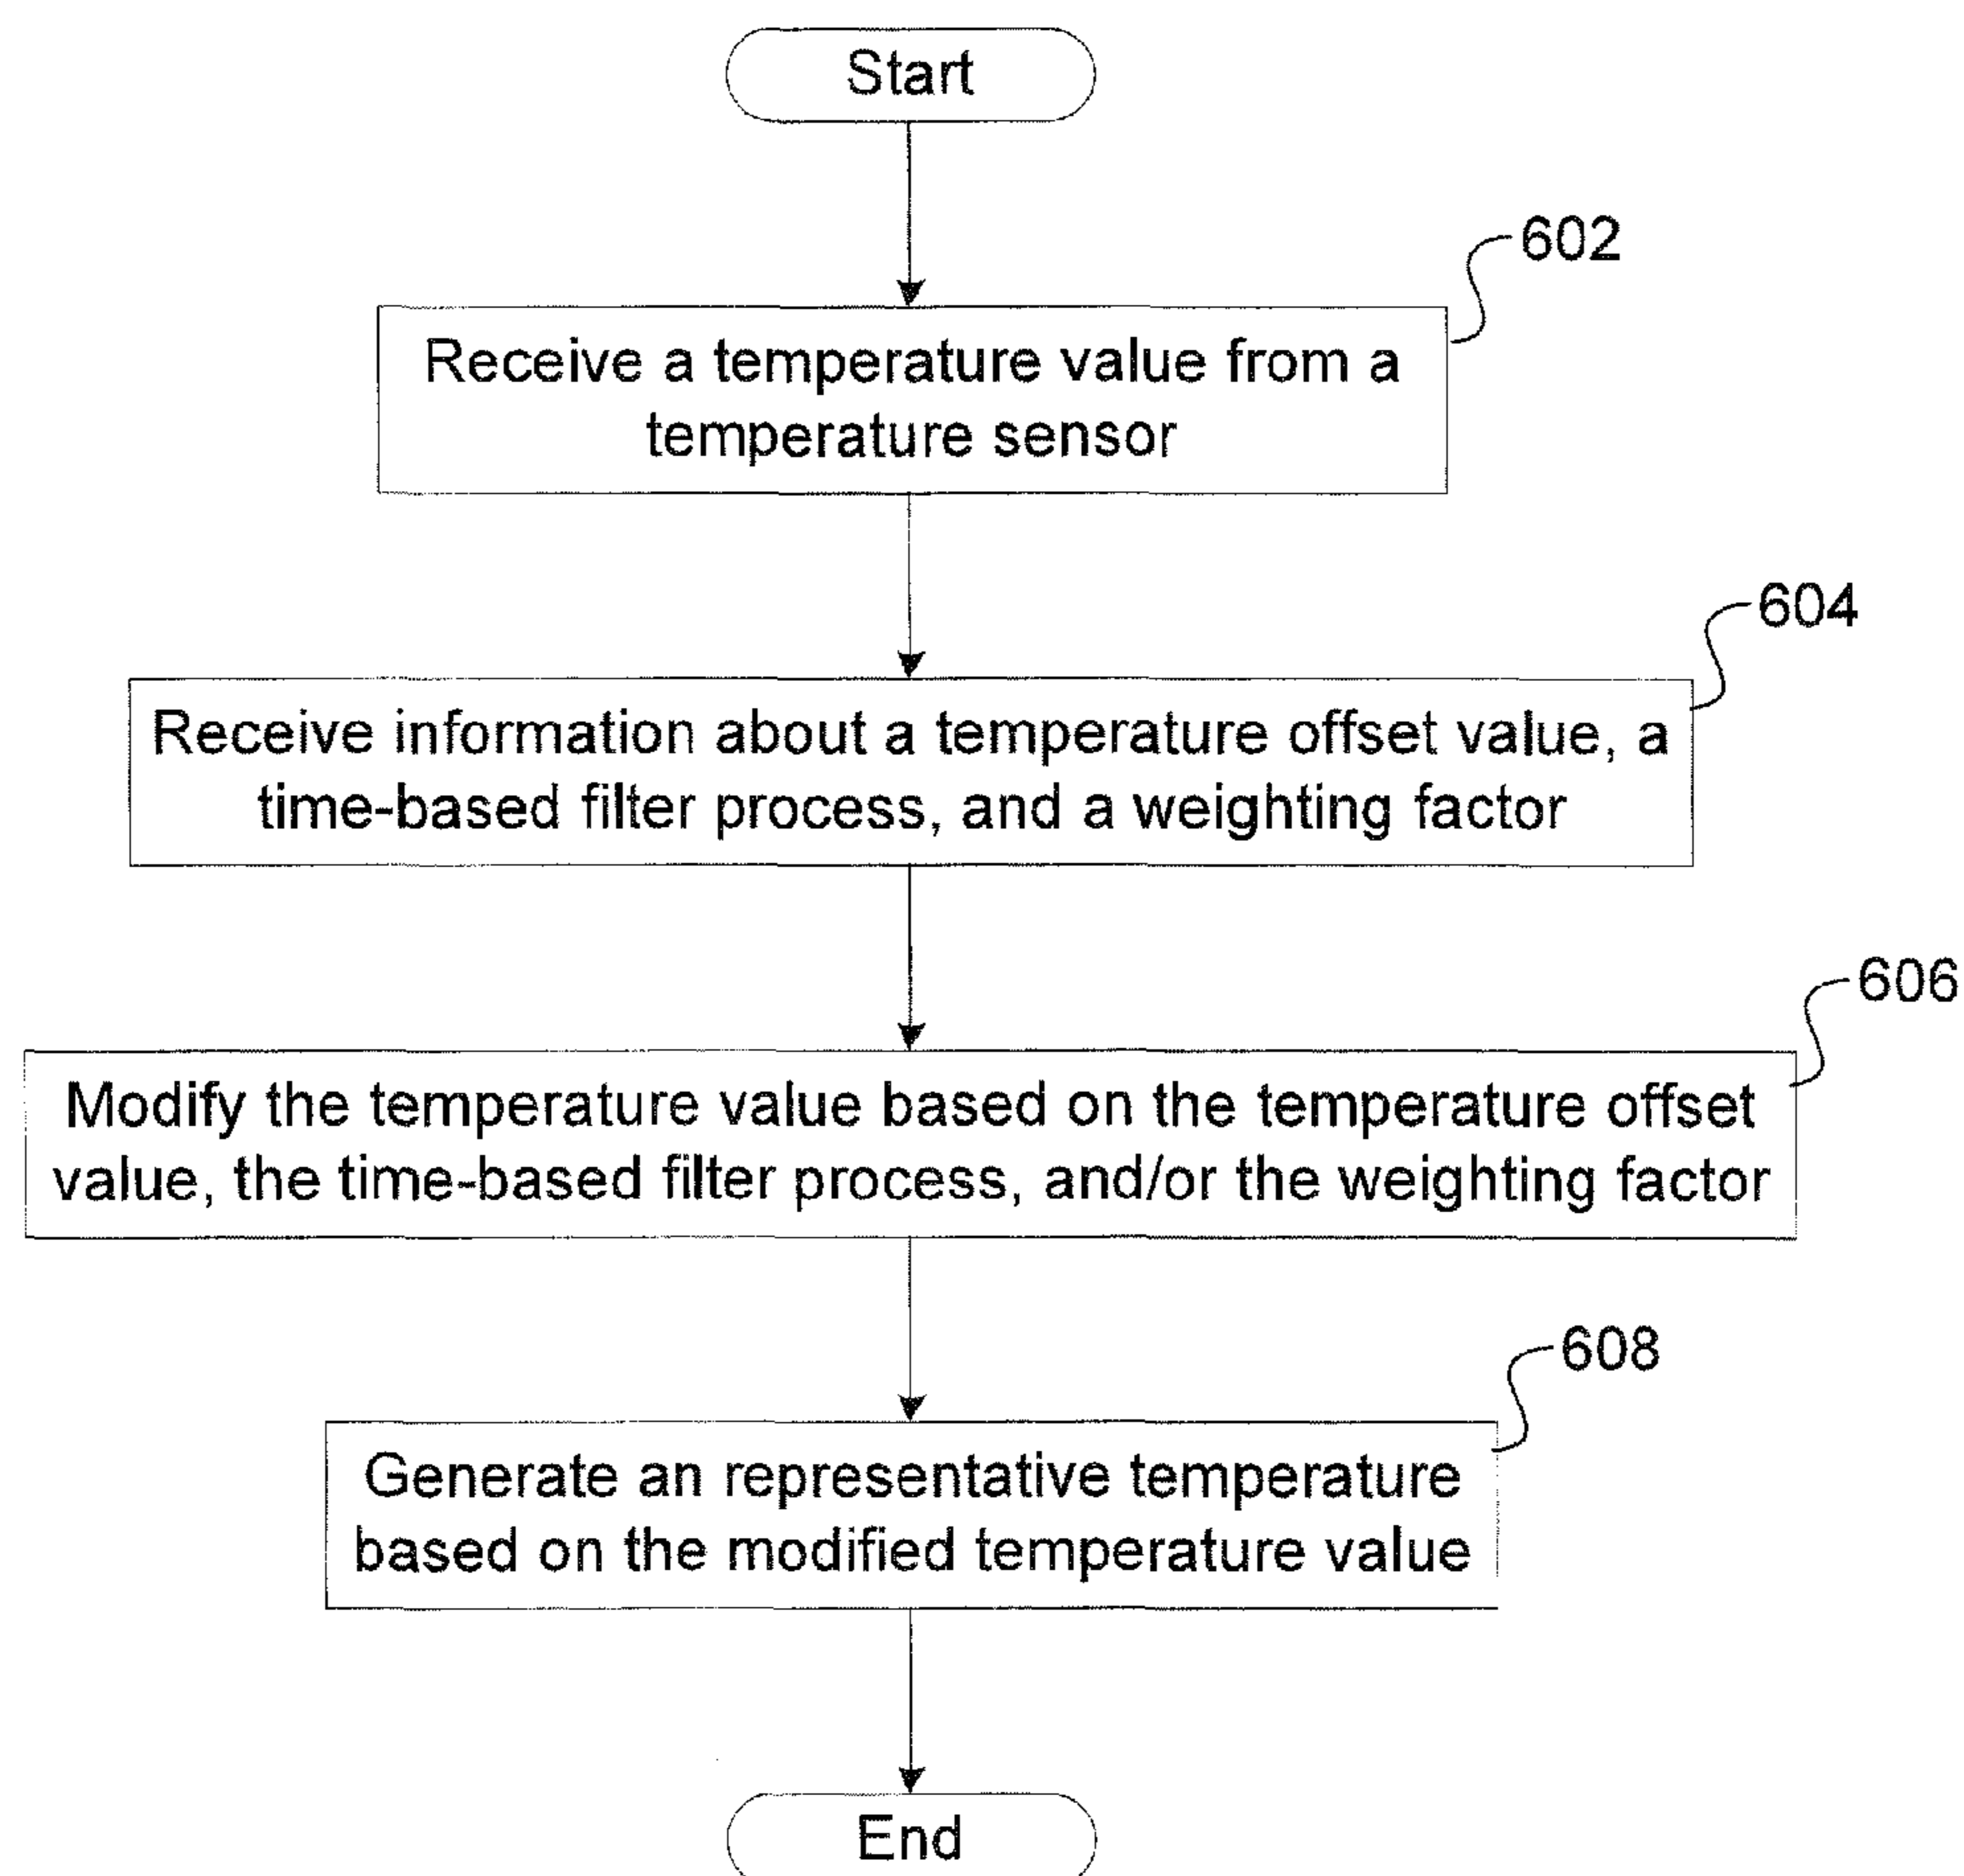 Start
602
Receive a temperature value from a
temperature sensor
604
Receive information about a temperature offset value, a
time-based filter process, and a weighting factor
606
Modify the temperature value based on the temperature offset
value, the time-based filter process, and/or the weighting factor
608
Generate an representative temperature
based on the modified temperature value
End